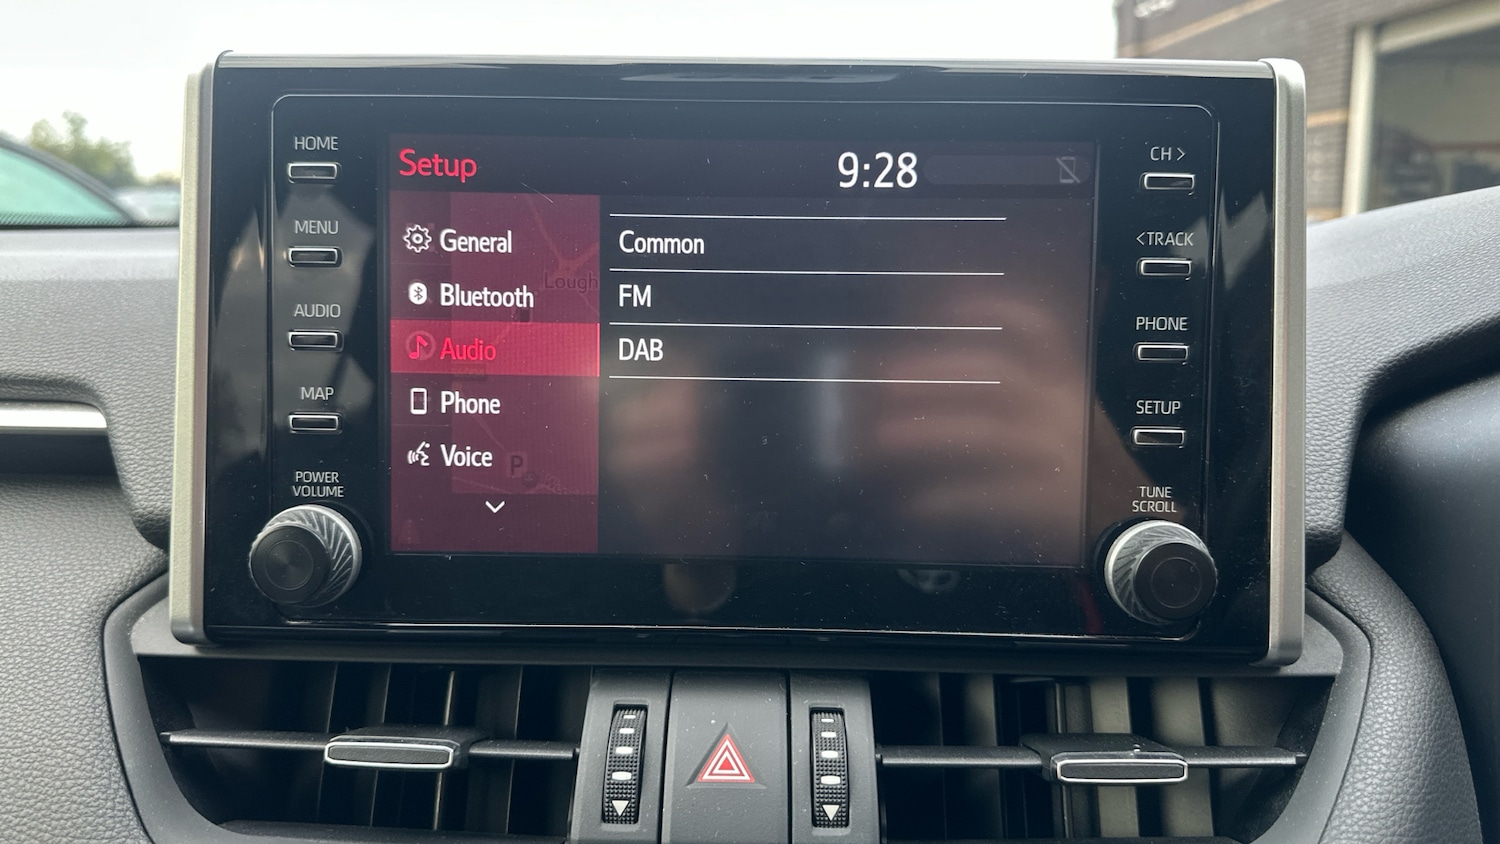 HOME
MENU
AUDIO
MAP
POWER
VOLUME
Setup
9:28
General
Bluetooth
Audio
Phone
Voice
Lough
P
Common
FM
DAB
CH >
<TRACK
PHONE
SETUP
TUNE
SCROLL